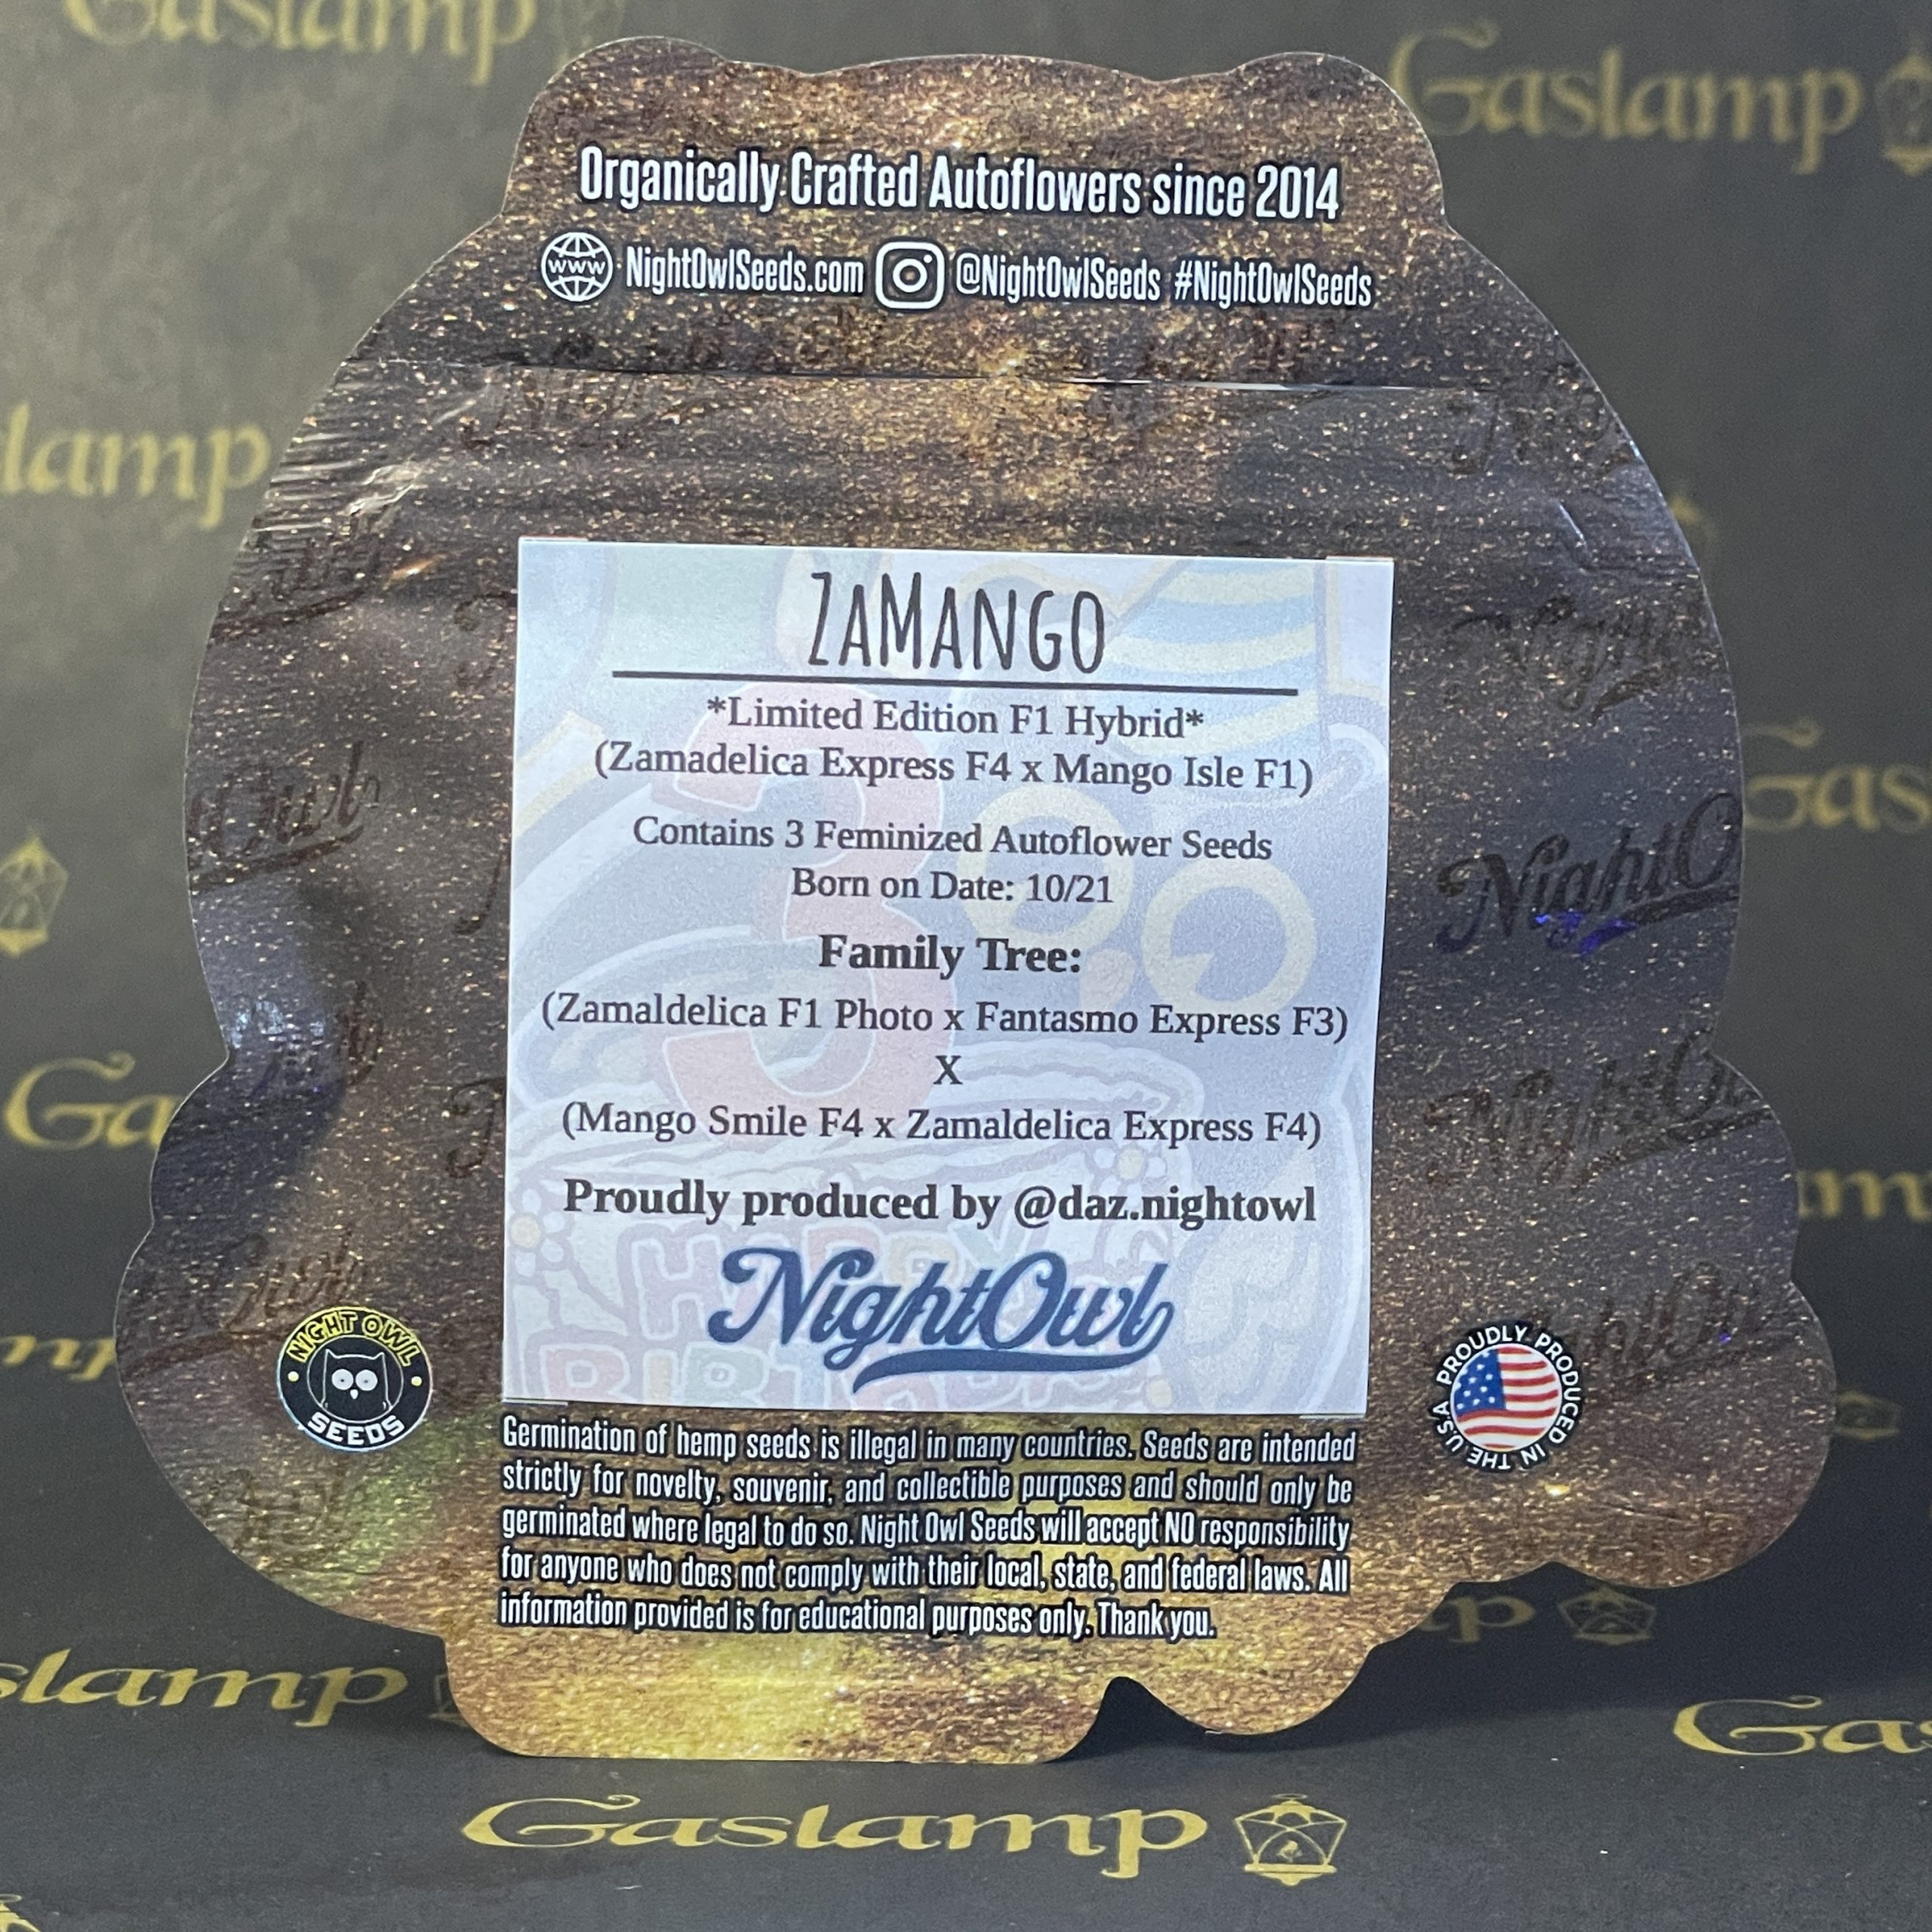 Organically Crafted Autoflowers since 2014
www NightOwlSeeds.com @NightOwlSeeds #NightOwlSeeds
ZaMango
*Limited Edition F1 Hybrid*
(Zamadelica Express F4 x Mango Isle F1)
Contains 3 Feminized Autoflower Seeds
Born on Date: 10/21
Family Tree:
(Zamaldelica F1 Photo x Fantasmo Express F3)
X
(Mango Smile F4 x Zamaldelica Express F4)
Proudly produced by @daz.nightowl
NightOwl
HAPPY
BIRTHDAY
3
NIGHT OWL
SEEDS
PROUDLY PRODUCED IN THE U.S.A
Germination of hemp seeds is illegal in many countries. Seeds are intended
strictly for novelty, souvenir, and collectible purposes and should only be
germinated where legal to do so. Night Owl Seeds will accept NO responsibility
for anyone who does not comply with their local, state, and federal laws. All
information provided is for educational purposes only. Thank you.
Gaslamp
Gaslamp
Gaslamp